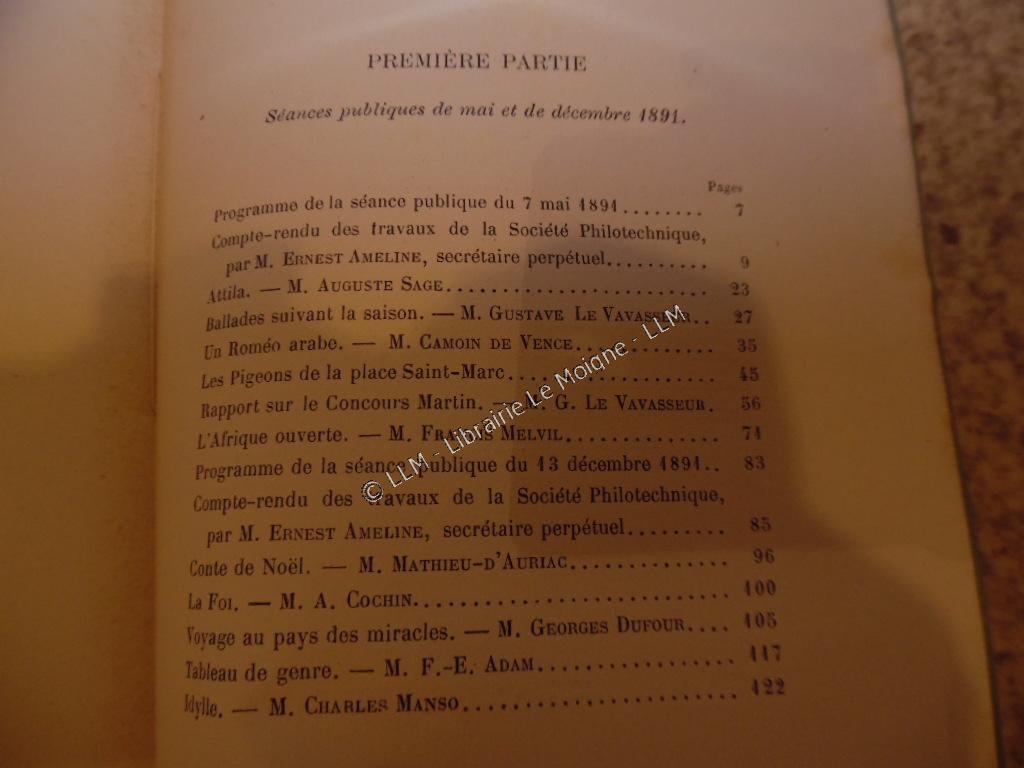 PREMIÈRE PARTIE
Séances publiques de mai et de décembre 1891.
Pages
Programme de la séance publique du 7 mai 1891........ 7
Compte-rendu des travaux de la Société Philotechnique,
par M. ERNEST AMELINE, secrétaire perpétuel.......... 9
Attila. — M. AUGUSTE SAGE........................ 23
Ballades suivant la saison. — M. GUSTAVE LE VAVASSEUR.. 27
Un Roméo arabe. — M. CAMOIN DE VENCE............. 35
Les Pigeons de la place Saint-Marc................... 45
Rapport sur le Concours Martin. — M. G. LE VAVASSEUR. 56
L'Afrique ouverte. — M. FRANCIS MELVIL.............. 71
Programme de la séance publique du 13 décembre 1891.. 83
Compte-rendu des travaux de la Société Philotechnique,
par M. ERNEST AMELINE, secrétaire perpétuel......... 85
Conte de Noël. — M. MATHIEU-D'AURIAC.............. 96
LA FOI. — M. A. COCHIN........................... 100
Voyage au pays des miracles. — M. GEORGES DUFOUR.... 105
Tableau de genre. — M. F.-E. ADAM................. 117
Idylle. — M. CHARLES MANSO......................... 122
© LLM - Librairie Le Moigne - LLM